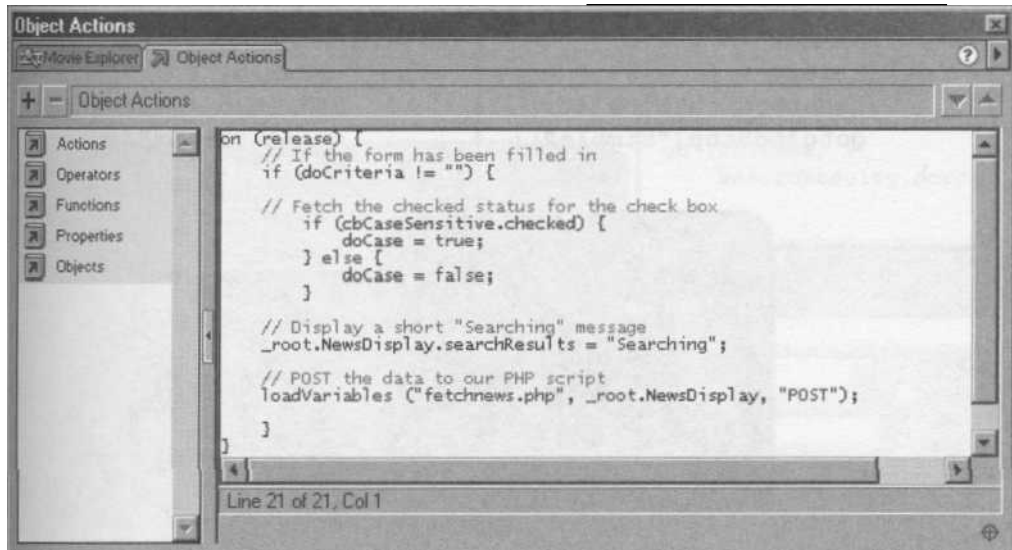 Object Actions
Movie Explorer
Object Actions
?
+ - Object Actions
Actions
Operators
Functions
Properties
Objects
on (release) {
// If the form has been filled in
if (doCriteria != "") {
// Fetch the checked status for the check box
if (cbCaseSensitive.checked) {
doCase = true;
} else {
doCase = false;
}
// Display a short "Searching" message
_root.NewsDisplay.searchResults = "Searching";
// POST the data to our PHP script
loadVariables ("fetchnews.php", _root.NewsDisplay, "POST");
}
}
Line 21 of 21, Col 1